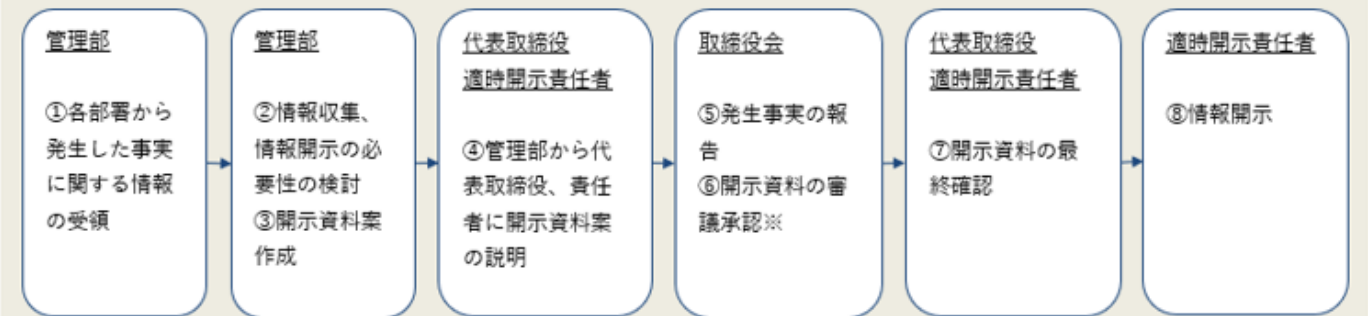 管理部
①各部署から
発生した事実
に関する情報
の受領
管理部
②情報収集、
情報開示の必
要性の検討
③開示資料案
作成
代表取締役
適時開示責任者
④管理部から代
表取締役、責任
者に開示資料案
の説明
取締役会
⑤発生事実の報
告
⑥開示資料の審
議承認※
代表取締役
適時開示責任者
⑦開示資料の最
終確認
適時開示責任者
⑧情報開示